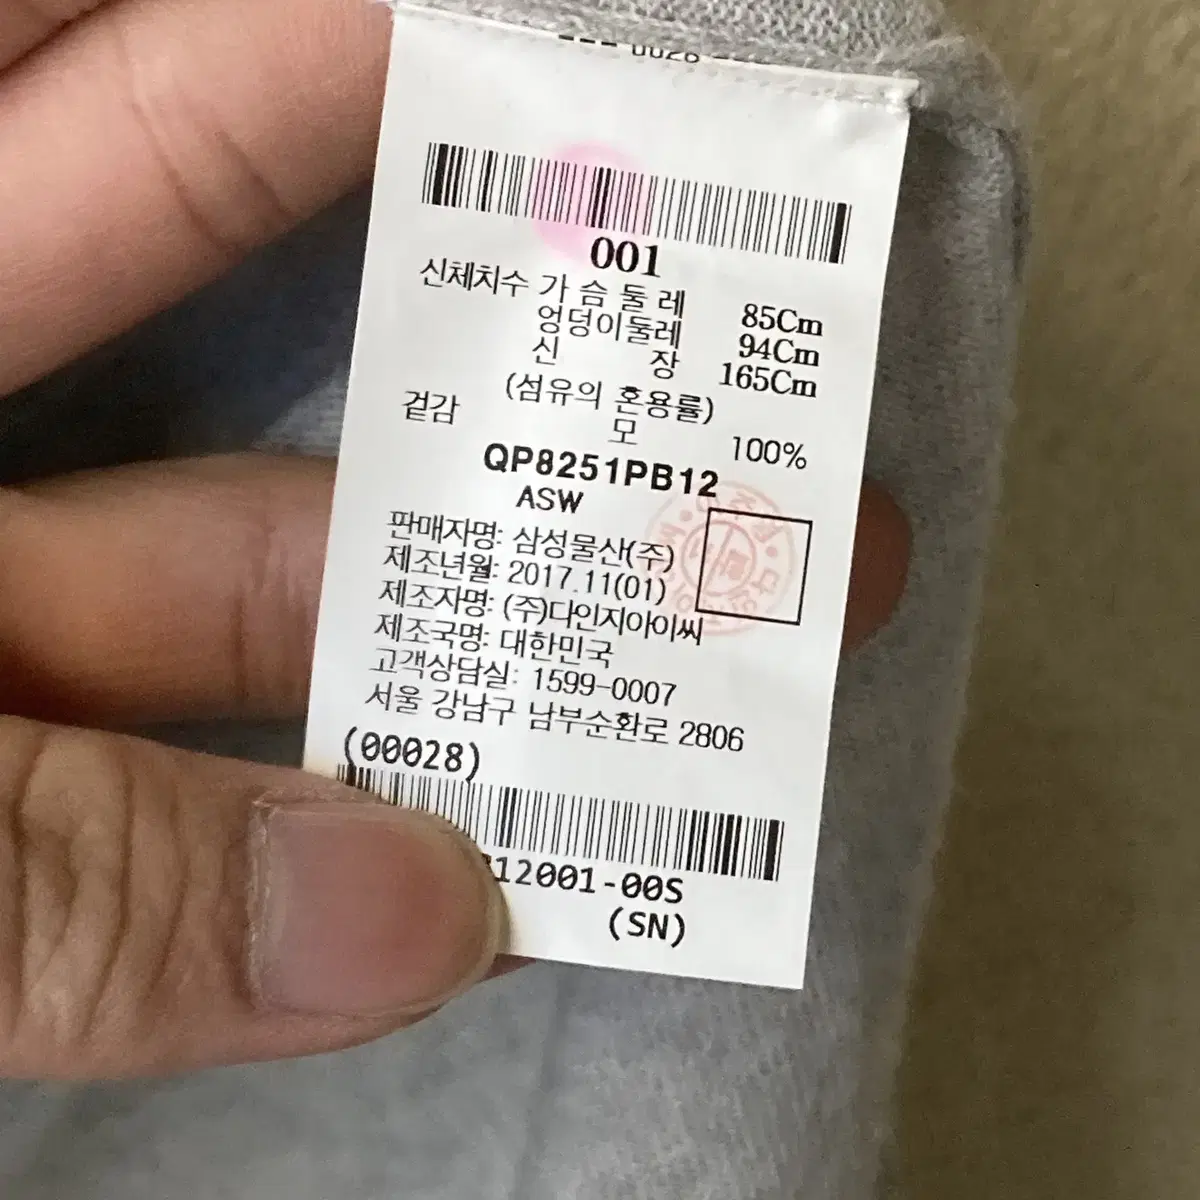 0028
001
신체치수 가 슴 둘 레 85Cm
엉덩이둘레 94Cm
신 장 165Cm
(섬유의 혼용률)
겉감 모 100%
QP8251PB12
ASW
판매자명: 삼성물산(주)
제조년월: 2017.11(01)
제조자명: (주)다인지아이씨
제조국명: 대한민국
고객상담실: 1599-0007
서울 강남구 남부순환로 2806
(00028)
12001-00S
(SN)